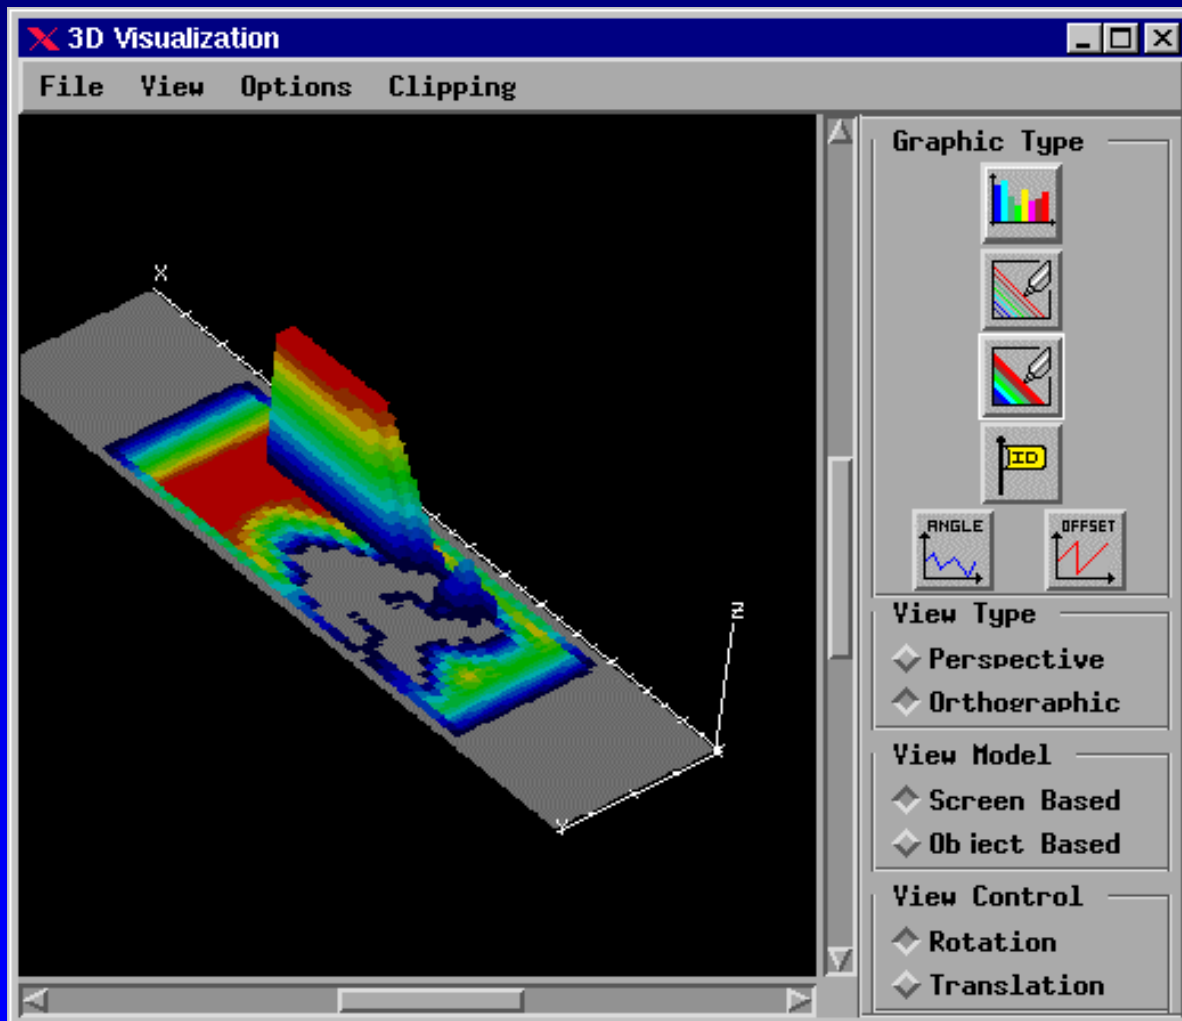 3D Visualization
File View Options Clipping
Graphic Type
X
ID
ANGLE OFFSET
Z
View Type
Perspective
Orthographic
Y
View Model
Screen Based
Object Based
View Control
Rotation
Translation